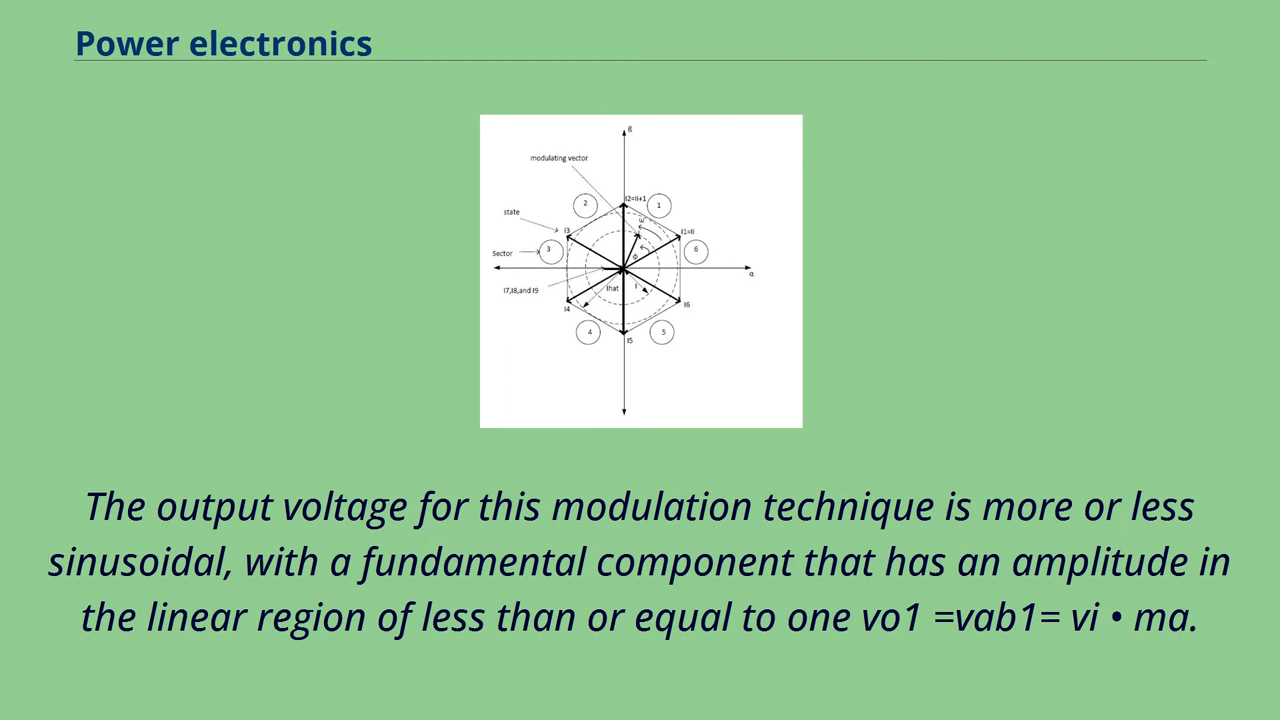 Power electronics
ß
modulating vector
I2=Ii+1
2
1
state
ω
I3
I1=Ii
Sector
3
6
Φ
α
I7,I8,and I9
Ihat
I
I4
I6
4
5
I5
The output voltage for this modulation technique is more or less
sinusoidal, with a fundamental component that has an amplitude in
the linear region of less than or equal to one vo1 =vab1= vi • ma.